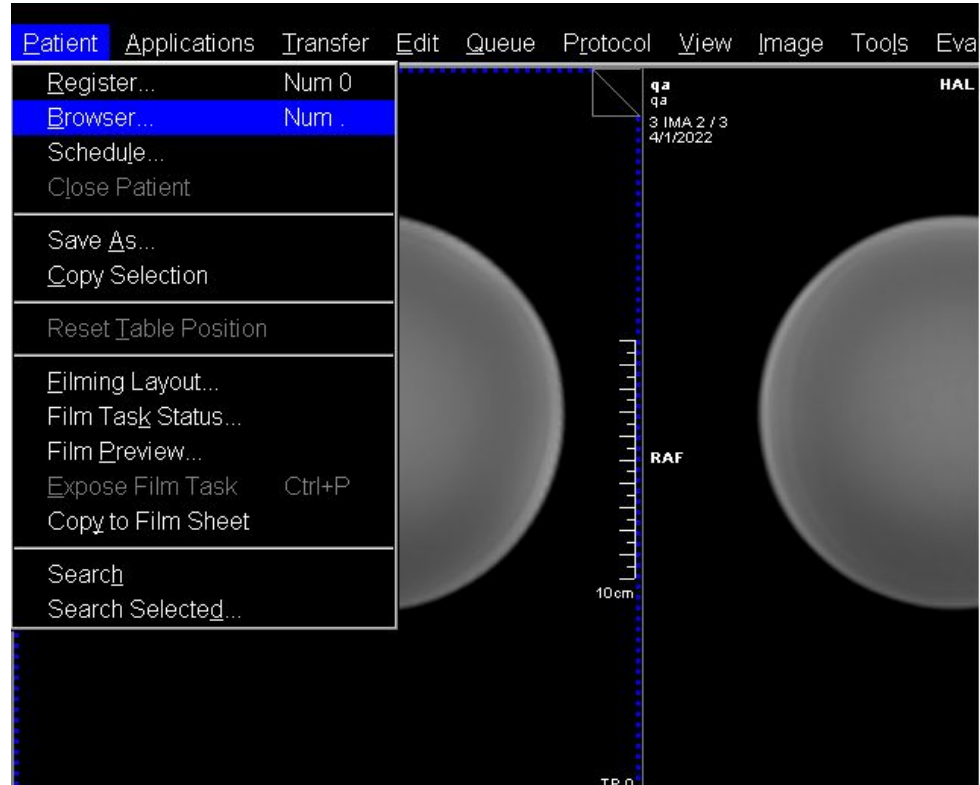 Patient Applications Transfer Edit Queue Protocol View Image Tools Eva
Register... Num 0
Browser... Num .
Schedule...
Close Patient
Save As...
Copy Selection
Reset Table Position
Filming Layout...
Film Task Status...
Film Preview...
Expose Film Task Ctrl+P
Copy to Film Sheet
Search
Search Selected...
qa
qa
3 IMA 2 / 3
4/1/2022
HAL
RAF
10cm
TR 0